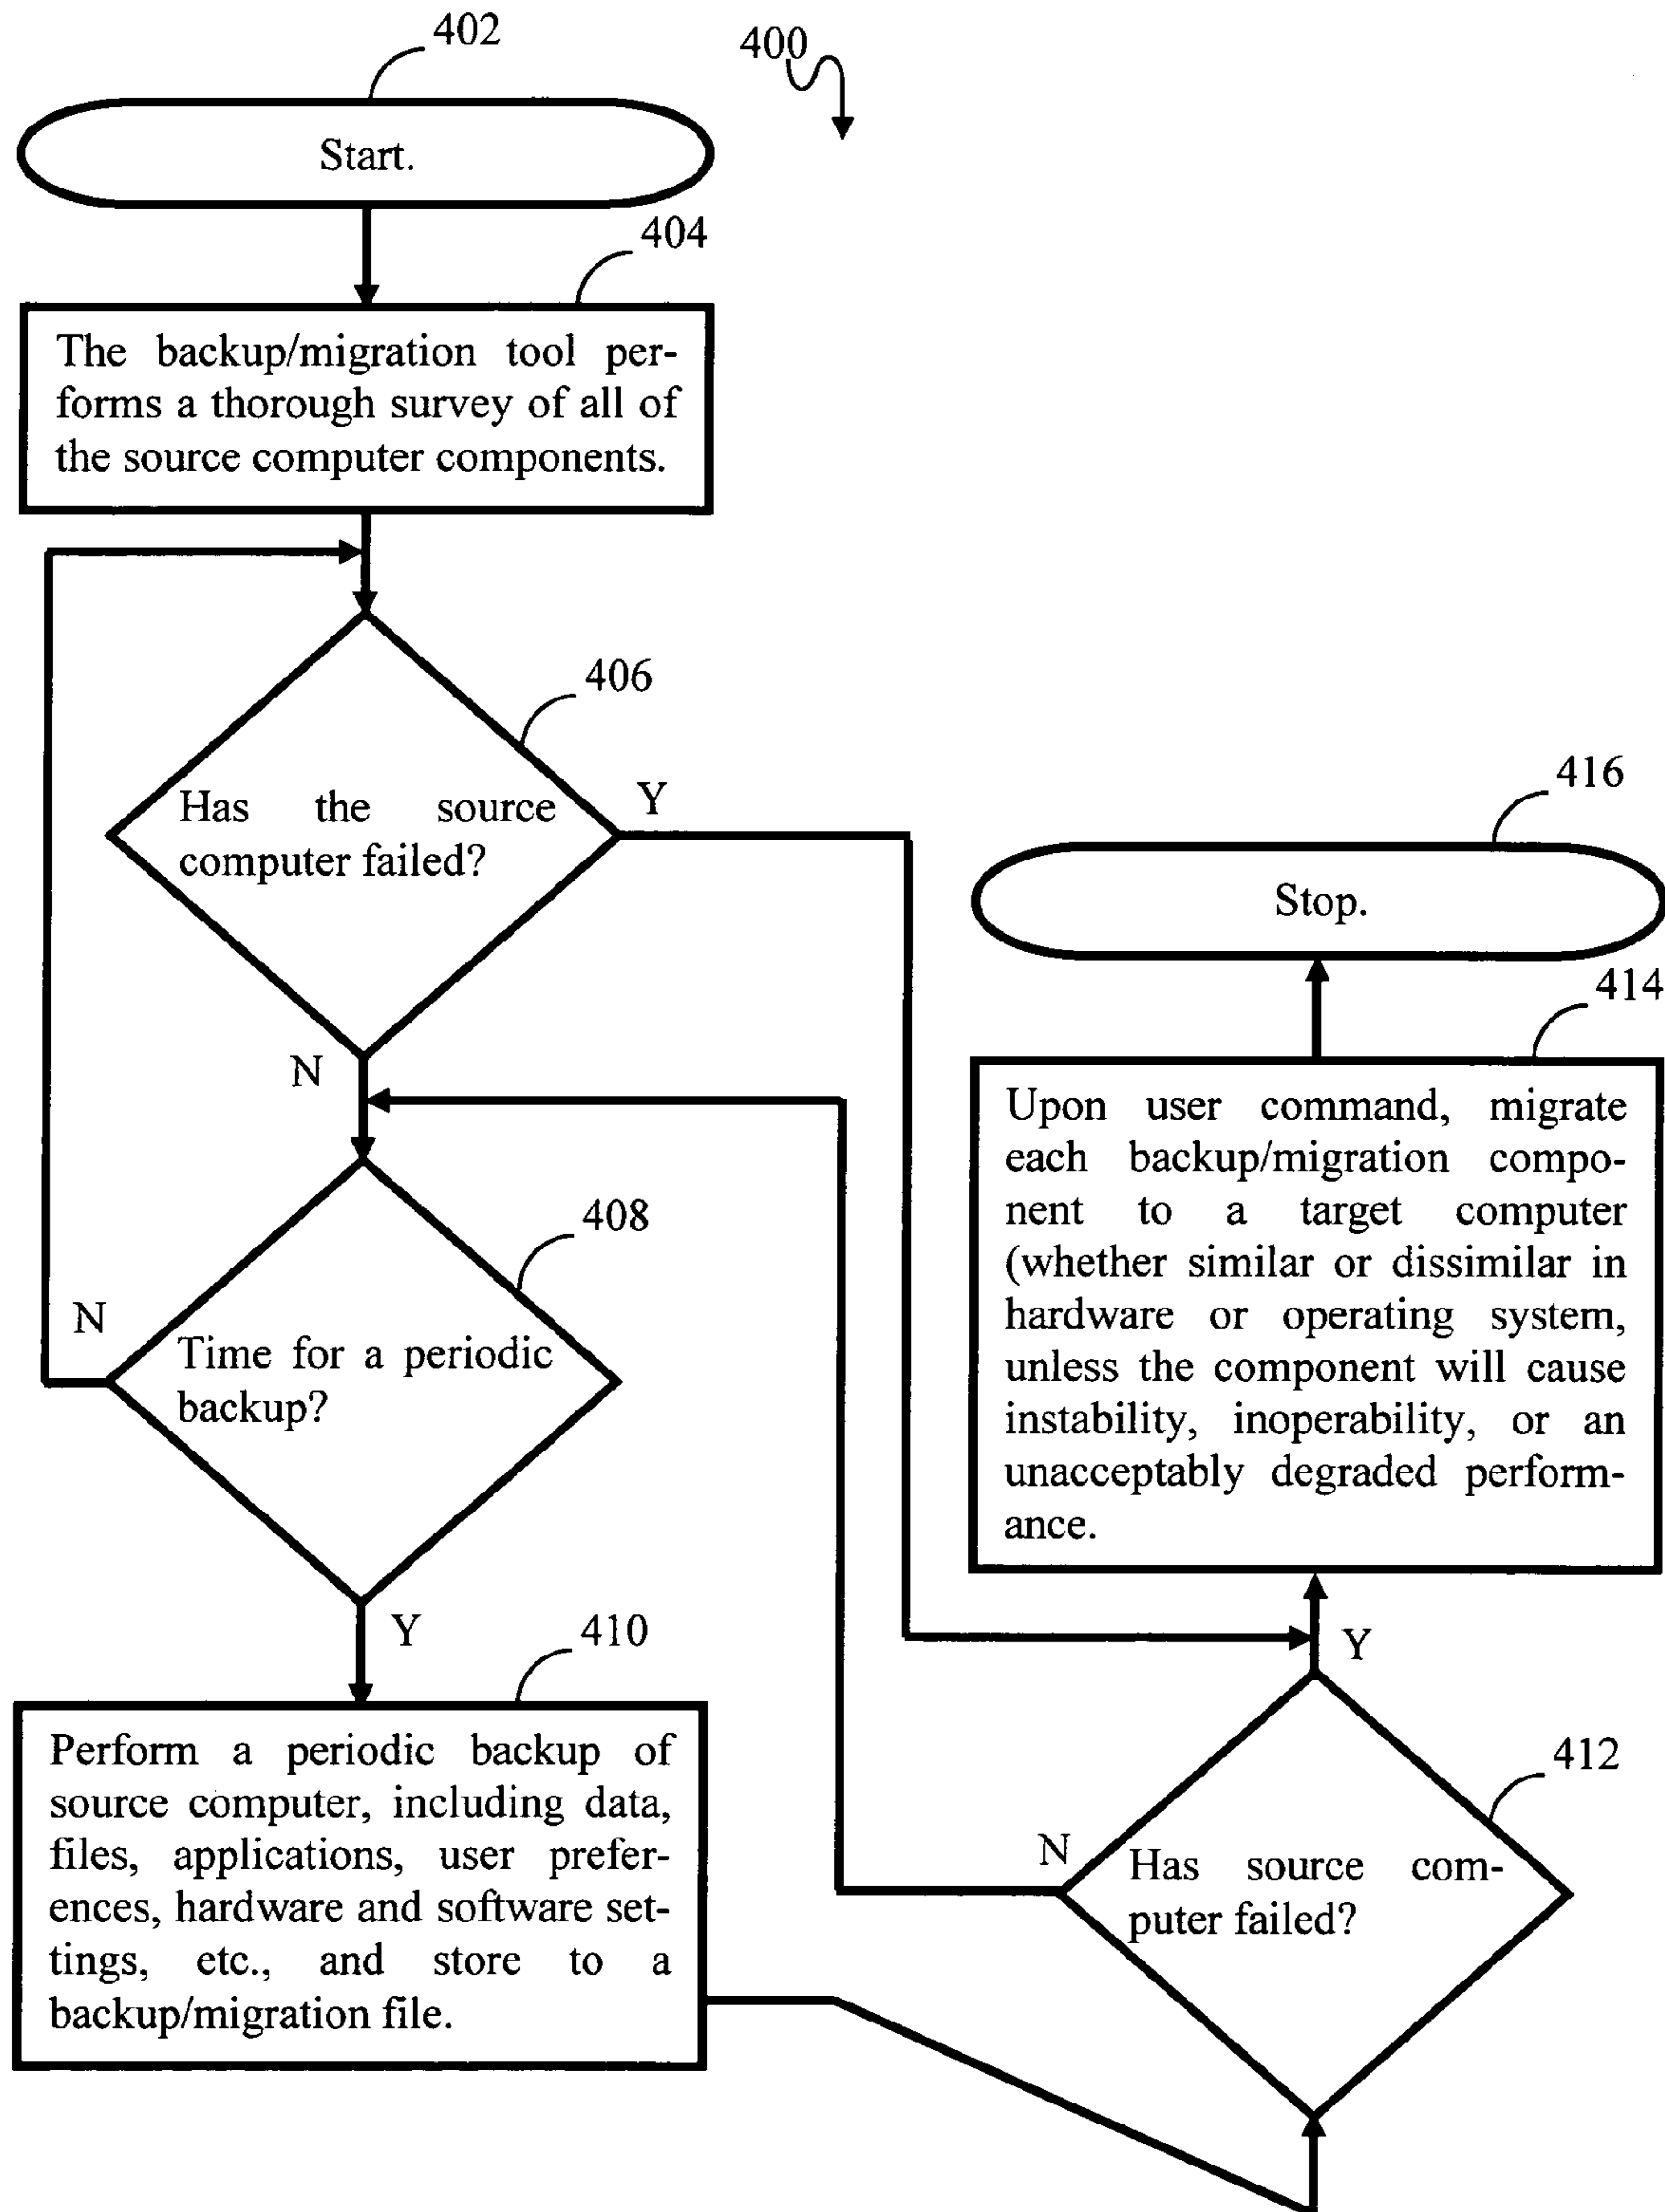 402
400
Start.
404
The backup/migration tool per-
forms a thorough survey of all of
the source computer components.
406
Has the source
computer failed?
Y
N
408
Time for a periodic
backup?
N
Y
410
Perform a periodic backup of
source computer, including data,
files, applications, user prefer-
ences, hardware and software set-
tings, etc., and store to a
backup/migration file.
416
Stop.
414
Upon user command, migrate
each backup/migration compo-
nent to a target computer
(whether similar or dissimilar in
hardware or operating system,
unless the component will cause
instability, inoperability, or an
unacceptably degraded perform-
ance.
Y
412
N
Has source com-
puter failed?